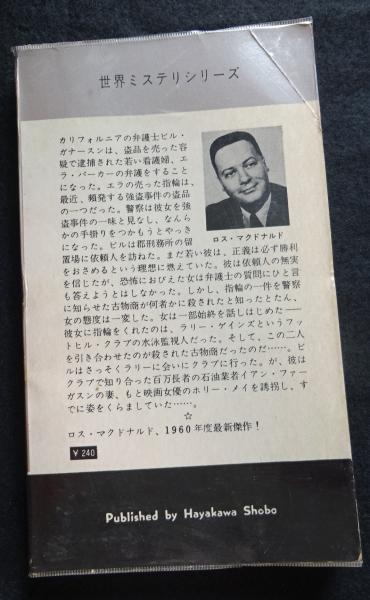 世界ミステリシリーズ
カリフォルニアの弁護士ビル・
ガナースンは、盗品を売った容
疑で逮捕された若い看護婦、エ
ラ・バーカーの弁護をすること
になった。エラの売った指輪は、
最近、頻発する強盗事件の盗品
の一つだった。警察は彼女を強
盗事件の一味と見なし、なんら
かの手掛りをつかもうとやっき
になった。ビルは郡刑務所の留
置場に依頼人を訪ねた。まだ若い彼は、正義は必ず勝利
をおさめるという理想に燃えていた。彼は依頼人の無実
を信じたが、恐怖におびえた女は弁護士の質問にひと言
も答えようとはしなかった。しかし、指輪の一件を警察
に知らせた古物商が何者かに殺されたと知ったとたん、
女の態度は一変した。女は一部始終を話しはじめた——
彼女に指輪をくれたのは、ラリー・ゲインズというフッ
トヒル・クラブの水泳監視人だった。そして、この二人
を引き合わせたのが殺された古物商だったのだ……。ビ
ルはさっそくラリーに会いにクラブに行った。が、彼は
クラブで知り合った百万長者の石油業者イアン・ファー
ガスンの妻、もと映画女優のホリー・メイを誘拐し、す
でに姿をくらましていた……。
☆
ロス・マクドナルド、1960年度最新傑作！
ロス・マクドナルド
¥ 240
Published by Hayakawa Shobo